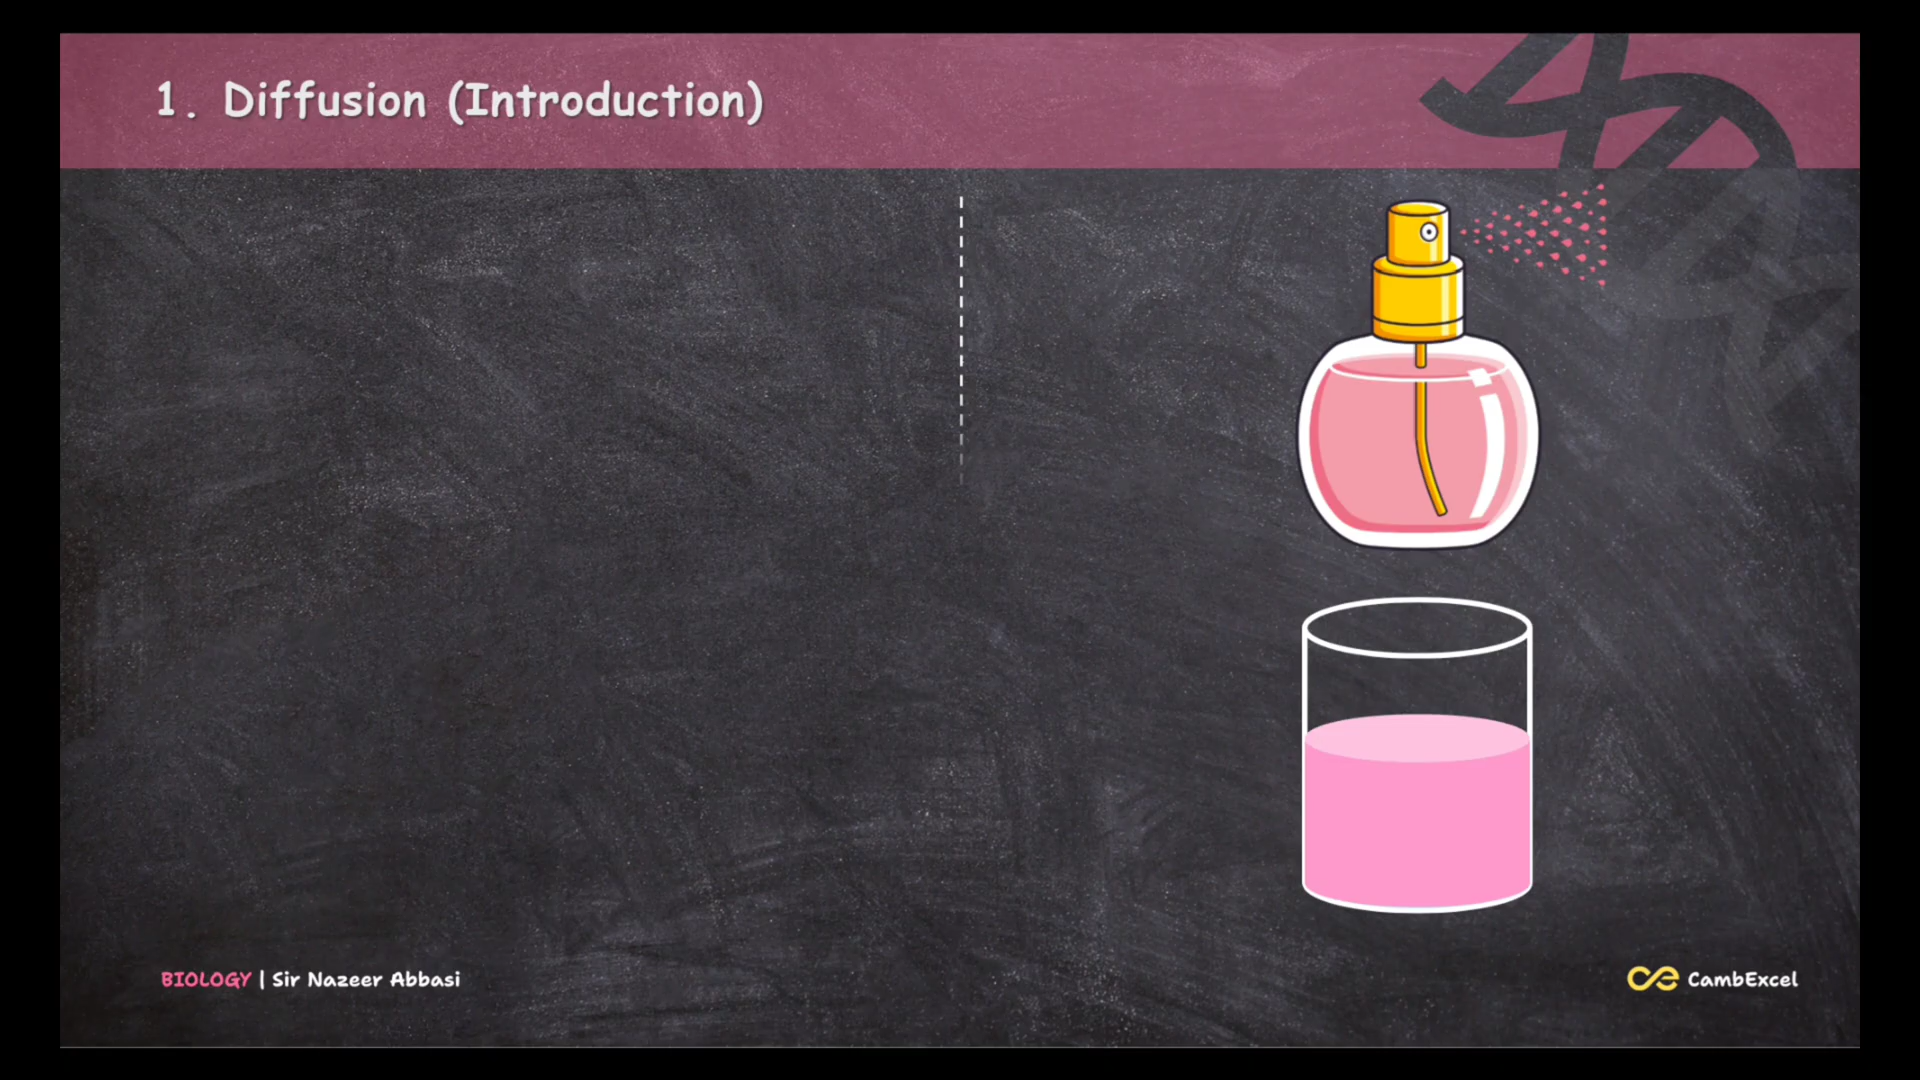 1. Diffusion (Introduction)
BIOLOGY | Sir Nazeer Abbasi
CambExcel